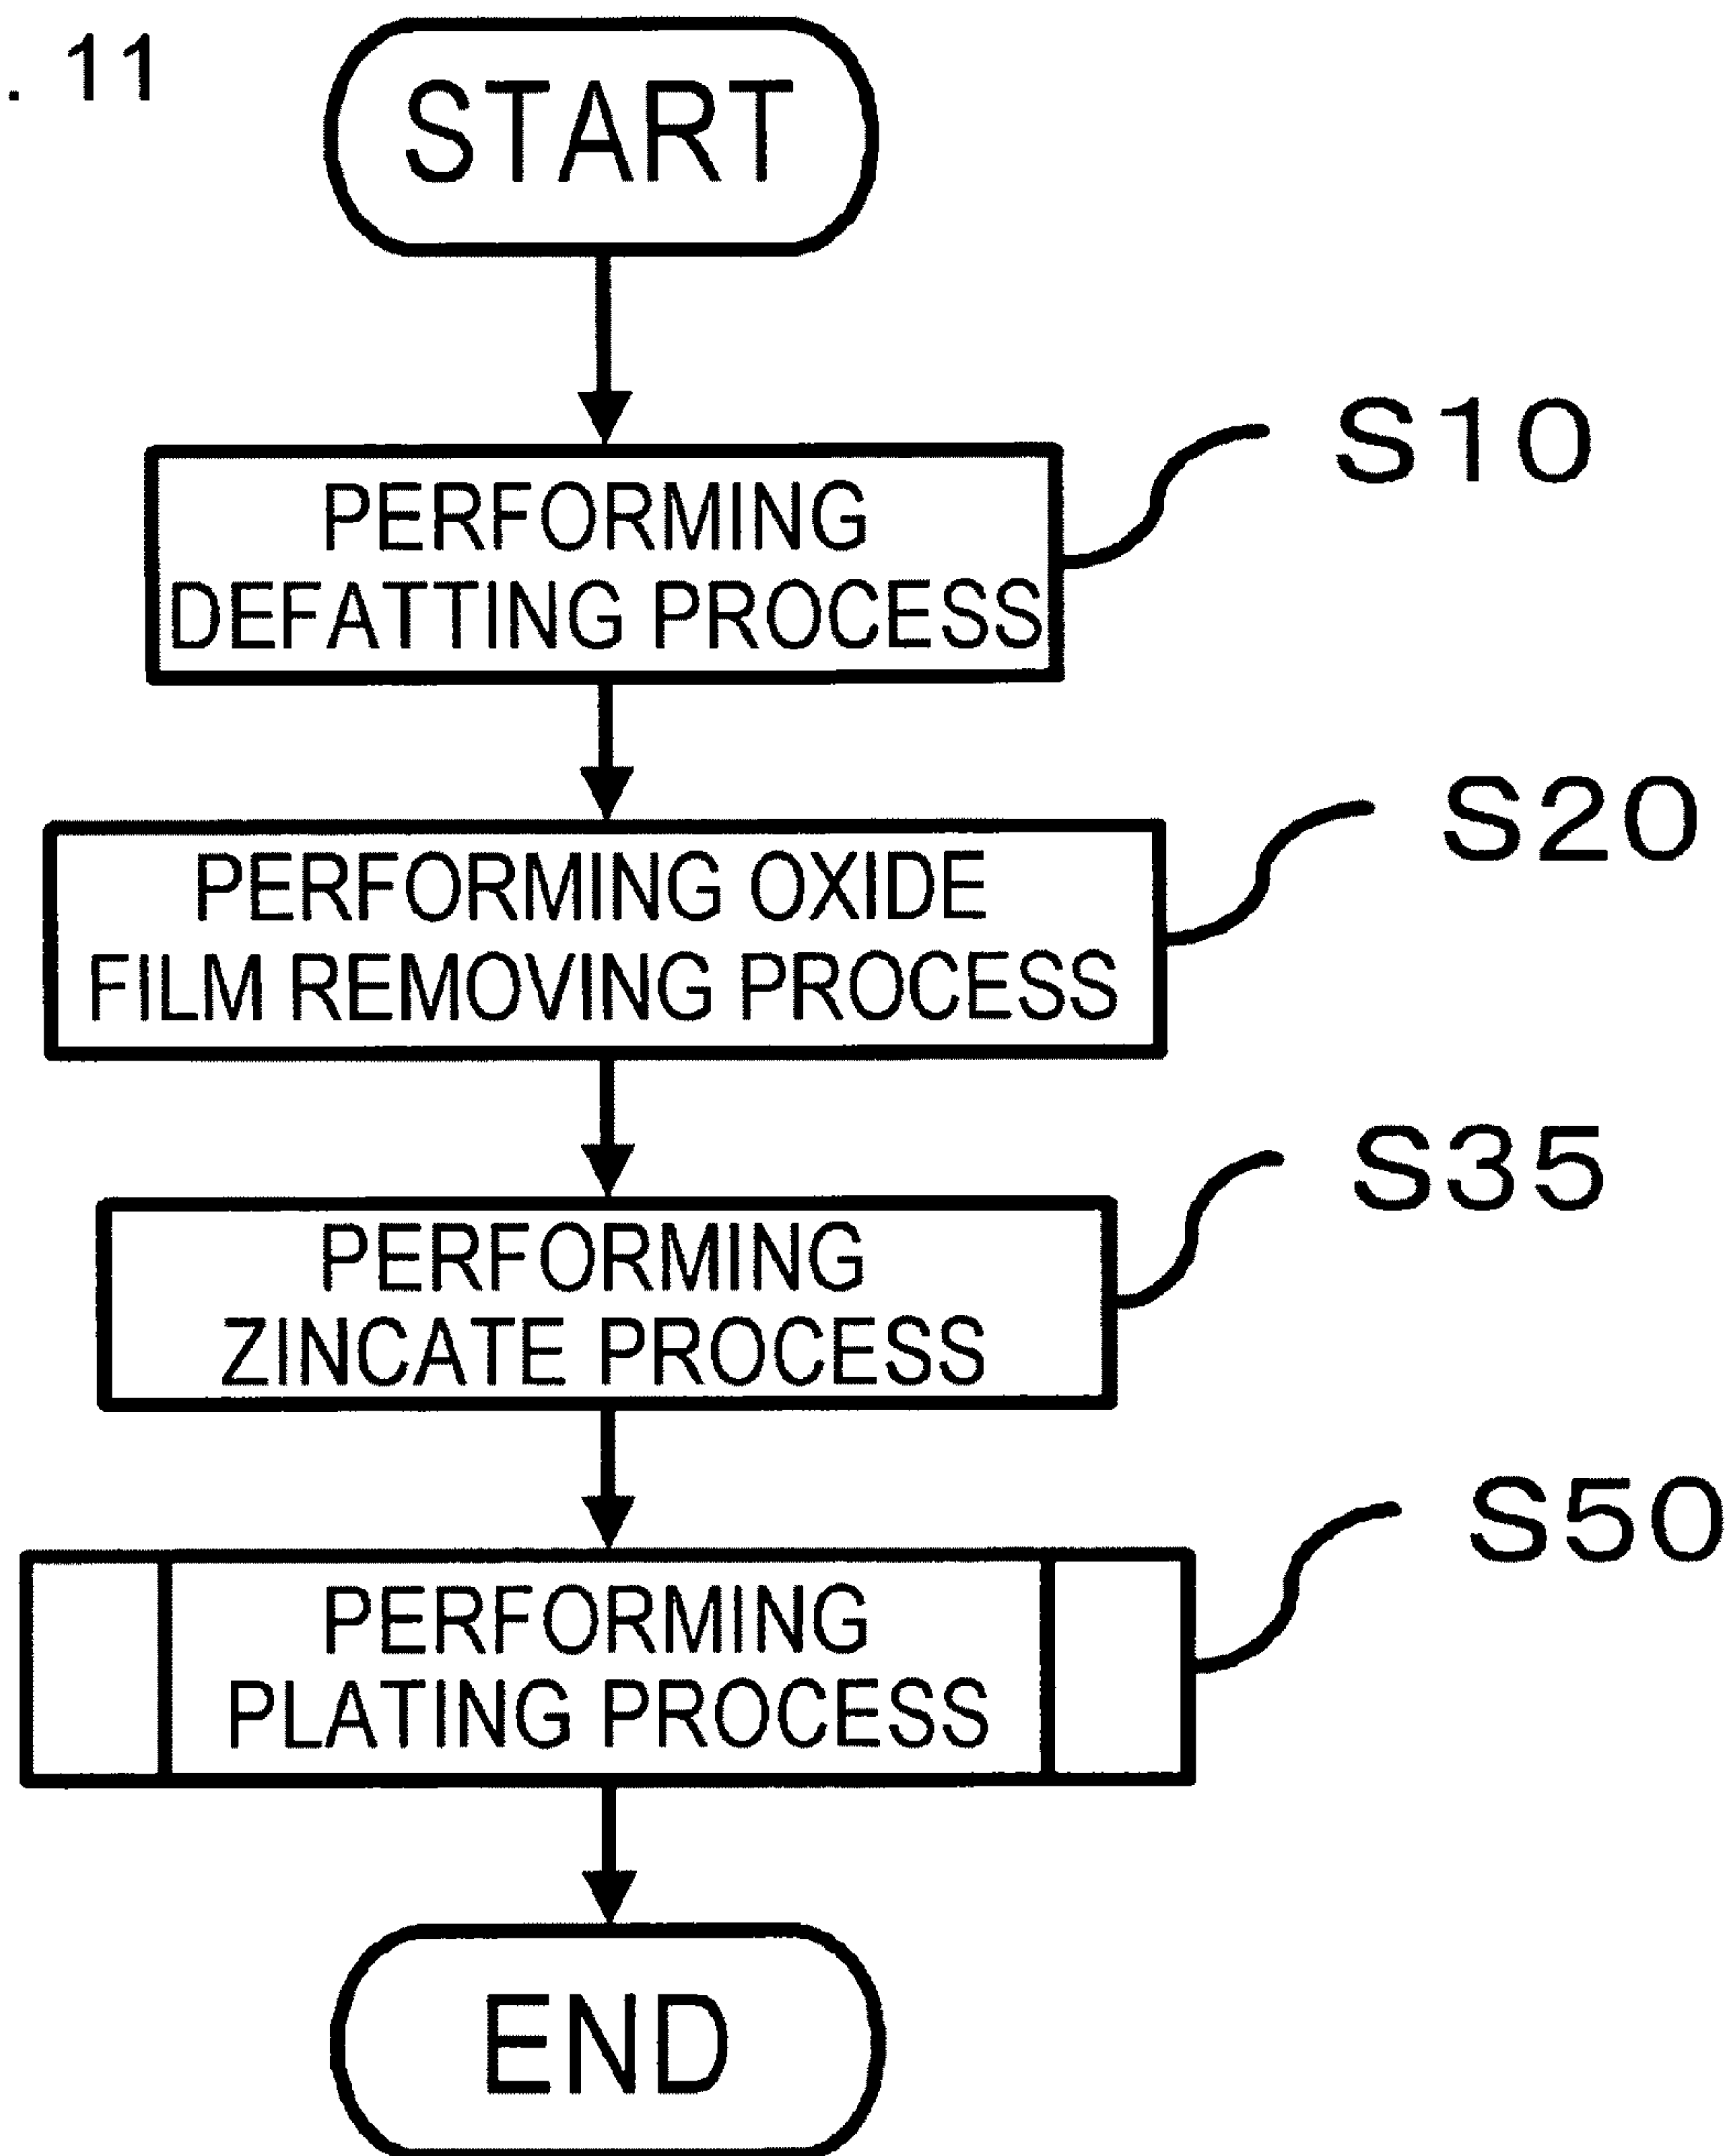 . 11
START
S10
PERFORMING
DEFATTING PROCESS
S20
PERFORMING OXIDE
FILM REMOVING PROCESS
S35
PERFORMING
ZINCATE PROCESS
S50
PERFORMING
PLATING PROCESS
END